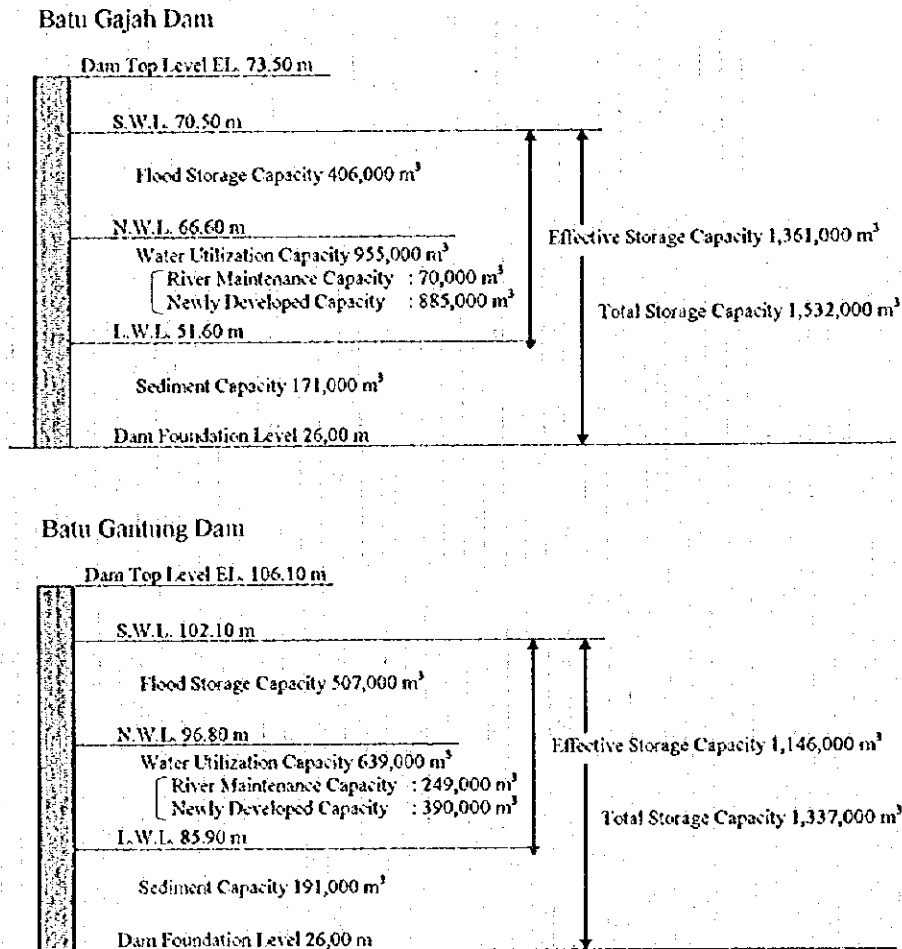 Batu Gajah Dam
Dam Top Level EL. 73.50 m
S.W.L. 70.50 m
Flood Storage Capacity 406,000 m³
N.W.L. 66.60 m
Effective Storage Capacity 1,361,000 m³
Water Utilization Capacity 955,000 m³
River Maintenance Capacity : 70,000 m³
Newly Developed Capacity : 885,000 m³
Total Storage Capacity 1,532,000 m³
L.W.L. 51.60 m
Sediment Capacity 171,000 m³
Dam Foundation Level 26,00 m
Batu Gantung Dam
Dam Top Level EL. 106.10 m
S.W.L. 102.10 m
Flood Storage Capacity 507,000 m³
N.W.L. 96.80 m
Effective Storage Capacity 1,146,000 m³
Water Utilization Capacity 639,000 m³
River Maintenance Capacity : 249,000 m³
Newly Developed Capacity : 390,000 m³
Total Storage Capacity 1,337,000 m³
L.W.L. 85.90 m
Sediment Capacity 191,000 m³
Dam Foundation Level 26,00 m